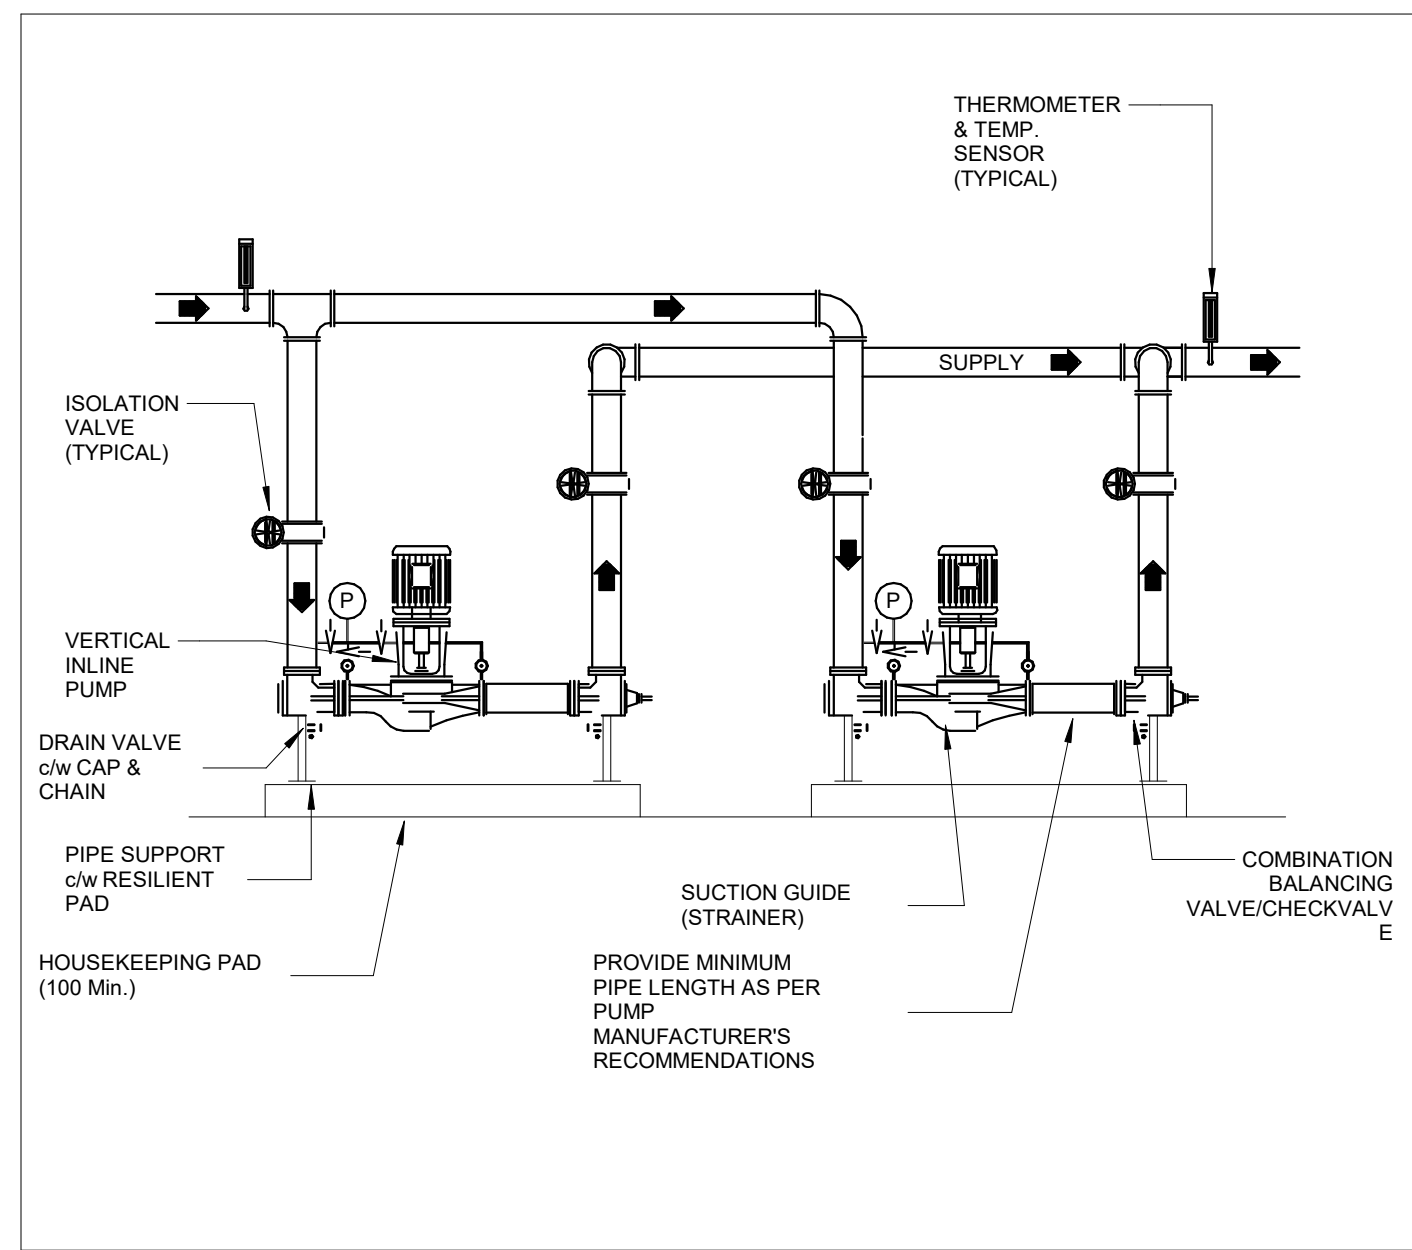 THERMOMETER
& TEMP.
SENSOR
(TYPICAL)
SUPPLY
ISOLATION
VALVE
(TYPICAL)
P
P
VERTICAL
INLINE
PUMP
DRAIN VALVE
c/w CAP &
CHAIN
PIPE SUPPORT
c/w RESILIENT
PAD
HOUSEKEEPING PAD
(100 Min.)
SUCTION GUIDE
(STRAINER)
PROVIDE MINIMUM
PIPE LENGTH AS PER
PUMP
MANUFACTURER'S
RECOMMENDATIONS
COMBINATION
BALANCING
VALVE/CHECKVALV
E